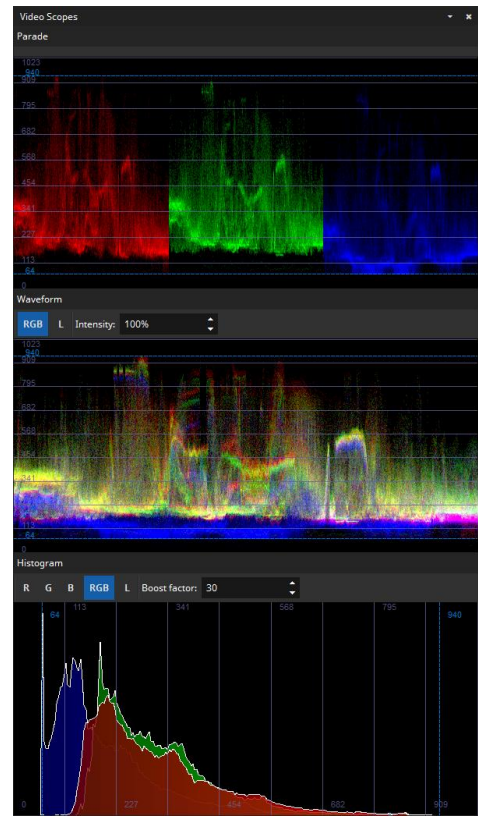 Video Scopes
Parade
1023
940
909
795
682
568
454
341
227
113
64
0
Waveform
RGB L Intensity: 100%
1023
940
909
795
682
568
454
341
113
64
0
Histogram
R G B RGB L Boost factor: 30
64 113 341 568 795 940
0 227 454 682 909